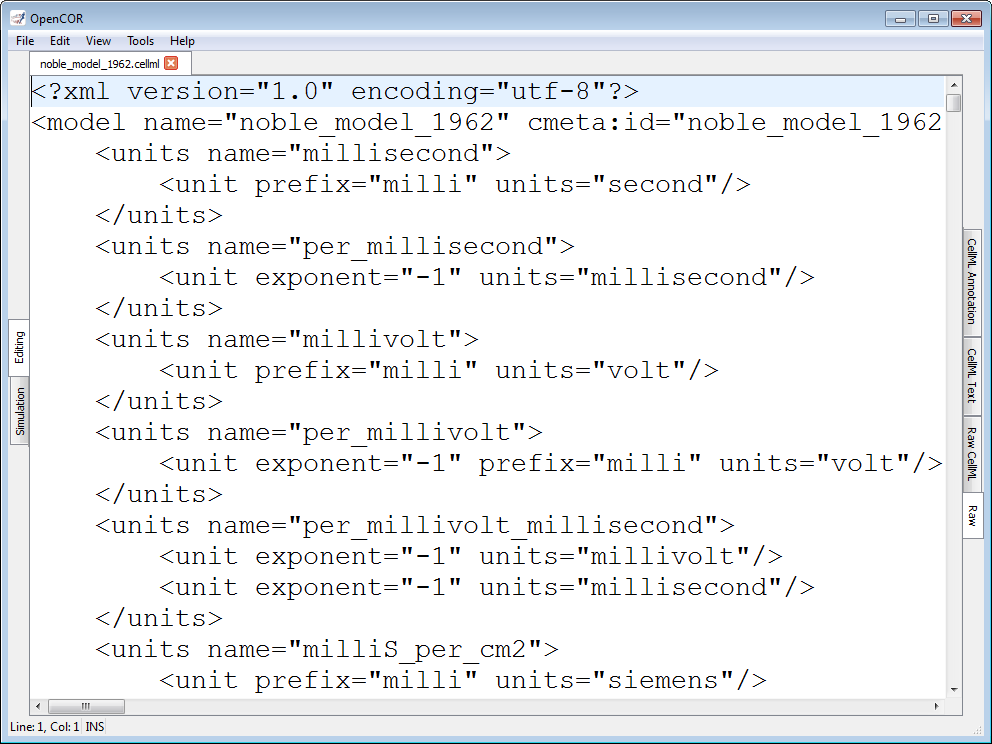 OpenCOR
File Edit View Tools Help
noble_model_1962.cellml
<?xml version="1.0" encoding="utf-8"?>
<model name="noble_model_1962" cmeta:id="noble_model_1962
    <units name="millisecond">
        <unit prefix="milli" units="second"/>
    </units>
    <units name="per_millisecond">
        <unit exponent="-1" units="millisecond"/>
    </units>
    <units name="millivolt">
        <unit prefix="milli" units="volt"/>
    </units>
    <units name="per_millivolt">
        <unit exponent="-1" prefix="milli" units="volt"/>
    </units>
    <units name="per_millivolt_millisecond">
        <unit exponent="-1" units="millivolt"/>
        <unit exponent="-1" units="millisecond"/>
    </units>
    <units name="milliS_per_cm2">
        <unit prefix="milli" units="siemens"/>
Editing
Simulation
CellML Annotation
CellML Text
Raw CellML
Raw
Line: 1, Col: 1 INS